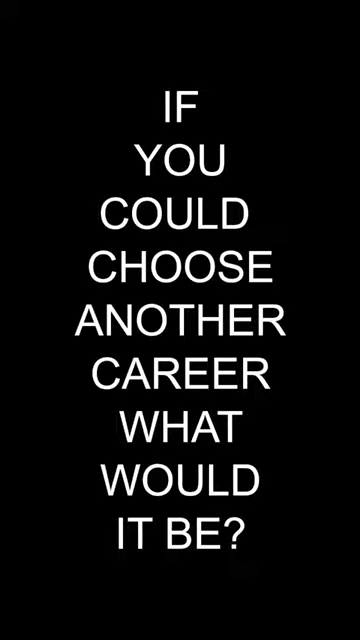 IF
YOU
COULD
CHOOSE
ANOTHER
CAREER
WHAT
WOULD
IT BE?